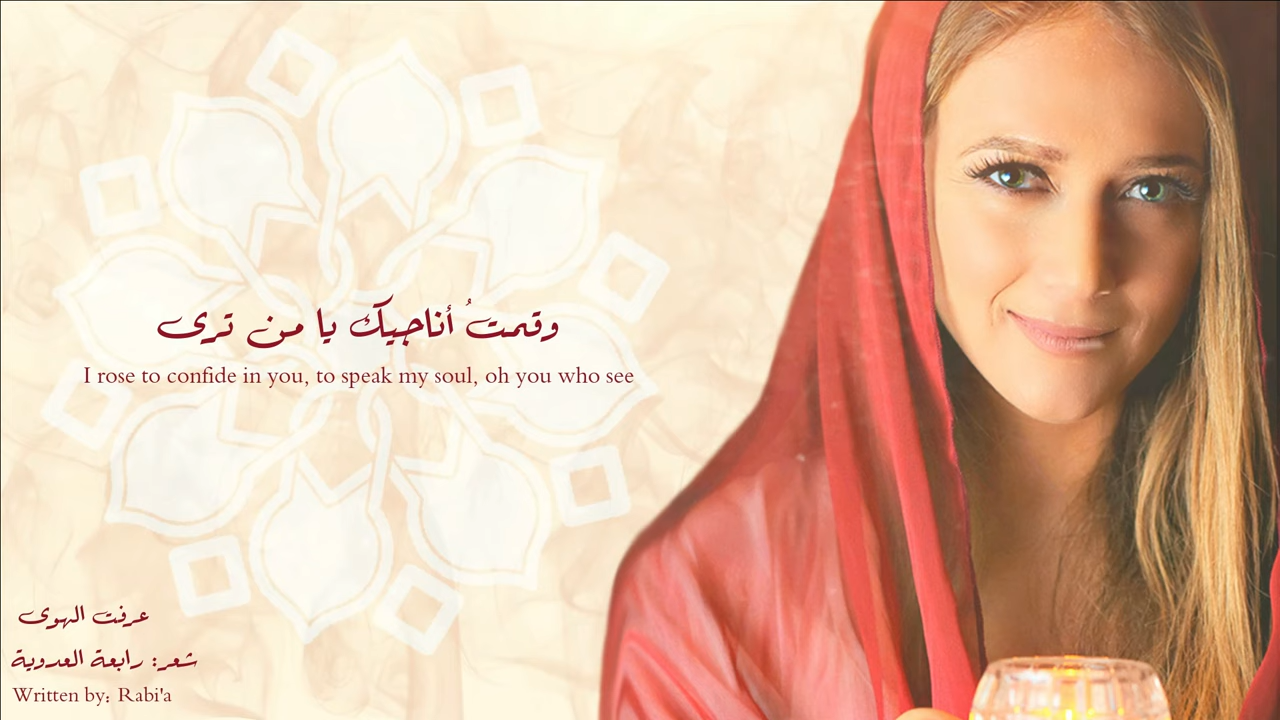 وقمتُ أناجيك يا من ترى
I rose to confide in you, to speak my soul, oh you who see
عرفت الهوى
شعر: رابعة العدوية
Written by: Rabi'a